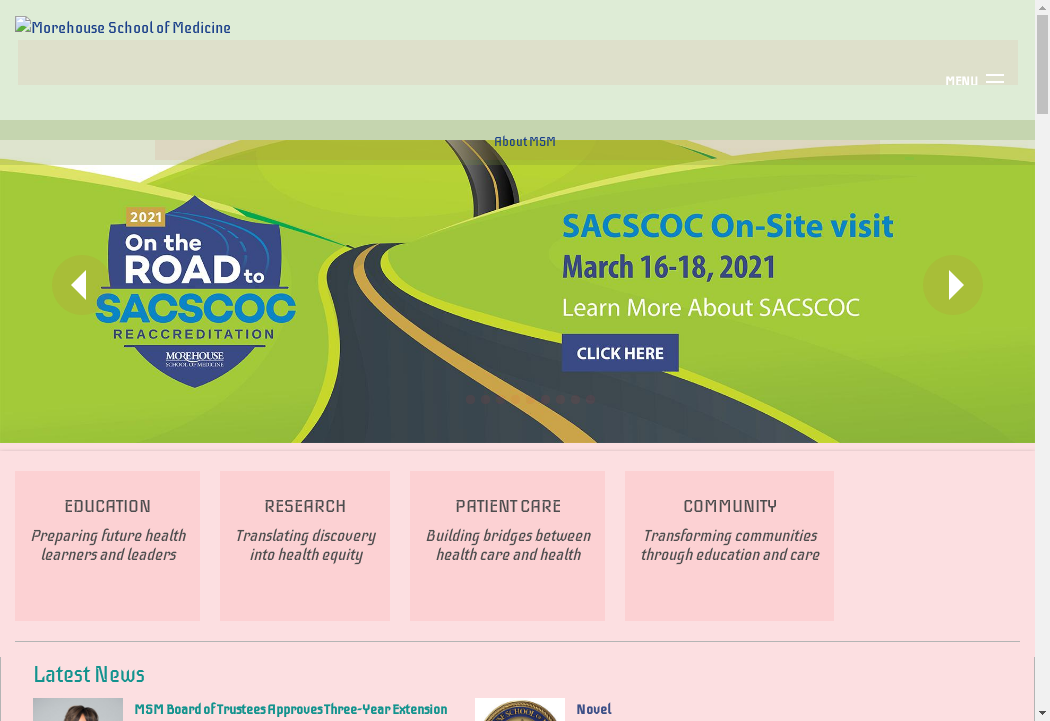 Morehouse School of Medicine
MENU
About MSM
2021
On the
ROAD to
SACSCOC
REACCREDITATION
MOREHOUSE
SCHOOL OF MEDICINE
SACSCOC On-Site visit
March 16-18, 2021
Learn More About SACSCOC
CLICK HERE
EDUCATION
Preparing future health
learners and leaders
RESEARCH
Translating discovery
into health equity
PATIENT CARE
Building bridges between
health care and health
COMMUNITY
Transforming communities
through education and care
Latest News
MSM Board of Trustees Approves Three-Year Extension
Novel